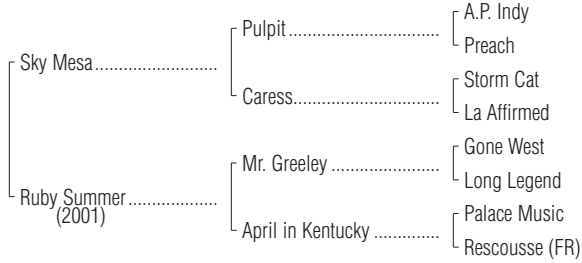 A.P. Indy
Pulpit
Preach
Sky Mesa
Storm Cat
Caress
La Affirmed
Gone West
Mr. Greeley
Long Legend
Ruby Summer
(2001)
Palace Music
April in Kentucky
Rescousse (FR)